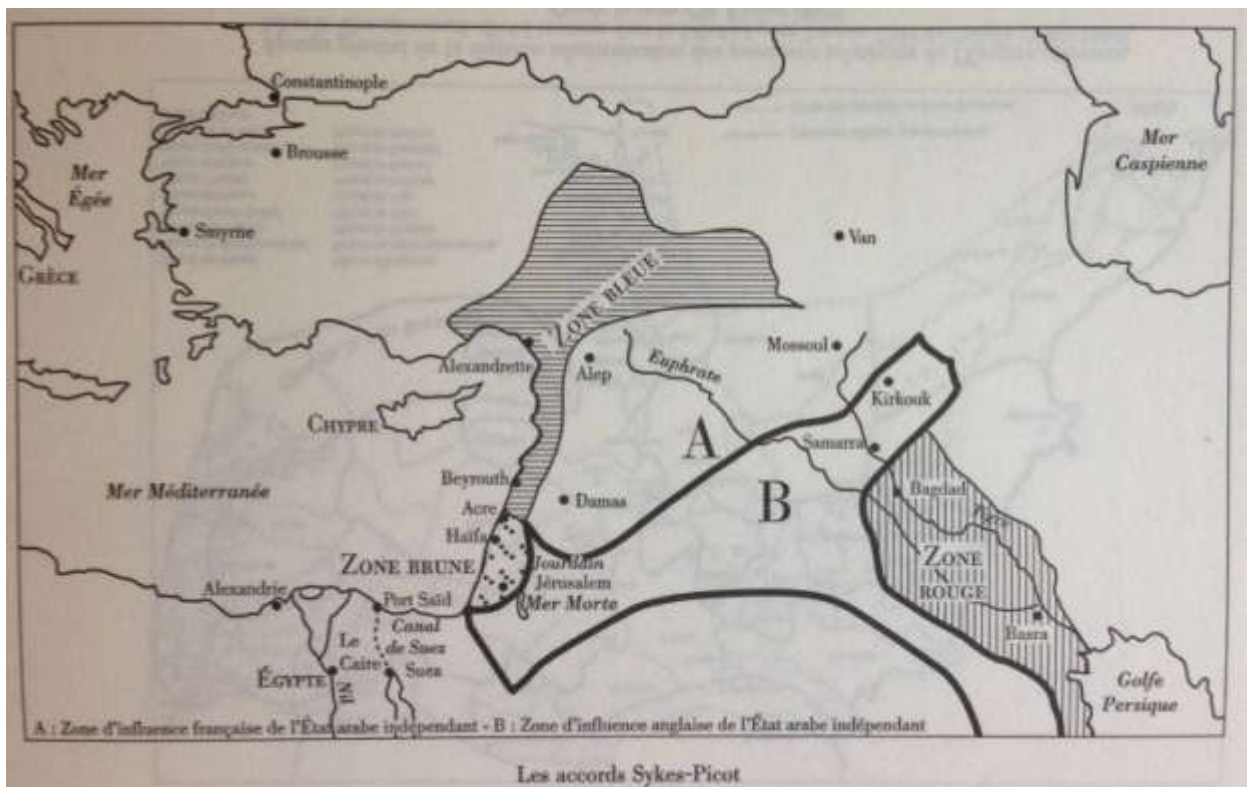 Constantinople
Brousse
Mer
Égée
Smyrne
GRÈCE
Mer
Caspienne
Van
ZONE BLEUE
Alexandrette
Alep
Euphrate
Mossoul
Kirkouk
CHYPRE
A
Samarra
Mer Méditerranée
Beyrouth
Damas
B
Bagdad
Acre
Haïfa
ZONE BRUNE
Jourdain
Jérusalem
Mer Morte
ZONE
ROUGE
Alexandrie
Port Saïd
Canal
de Suez
Suez
Le
Caire
ÉGYPTE
Nil
Basra
Golfe
Persique
A : Zone d'influence française de l'État arabe indépendant - B : Zone d'influence anglaise de l'État arabe indépendant
Les accords Sykes-Picot